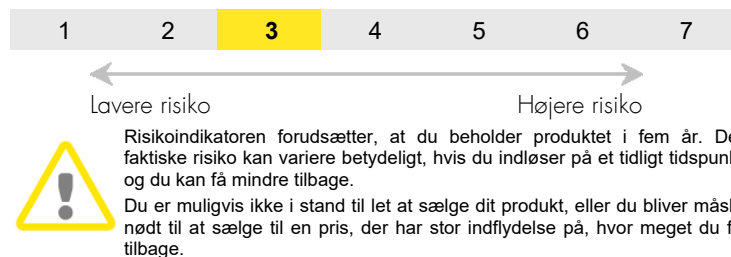 1 2 3 4 5 6 7
Lavere risiko Højere risiko
Risikoindikatoren forudsætter, at du beholder produktet i fem år.
faktiske risiko kan variere betydeligt, hvis du indløser på et tidligt
og du kan få mindre tilbage.
Du er muligvis ikke i stand til let at sælge dit produkt, eller du bliver
nødt til at sælge til en pris, der har stor indflydelse på, hvor meget du
tilbage.